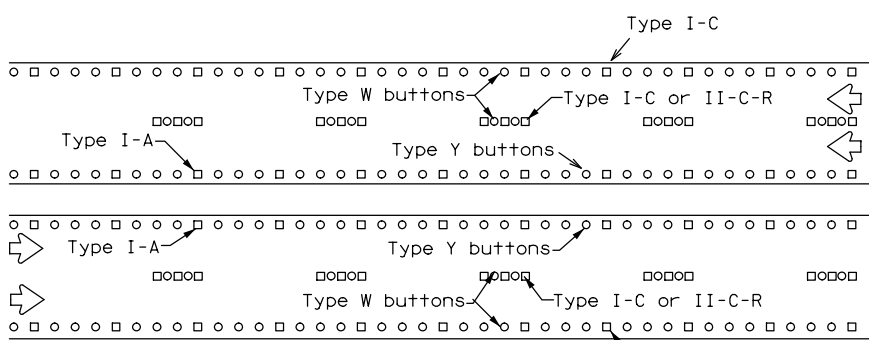 Type I-C
Type W buttons
Type I-C or II-C-R
Type I-A
Type Y buttons
Type I-A
Type Y buttons
Type W buttons
Type I-C or II-C-R